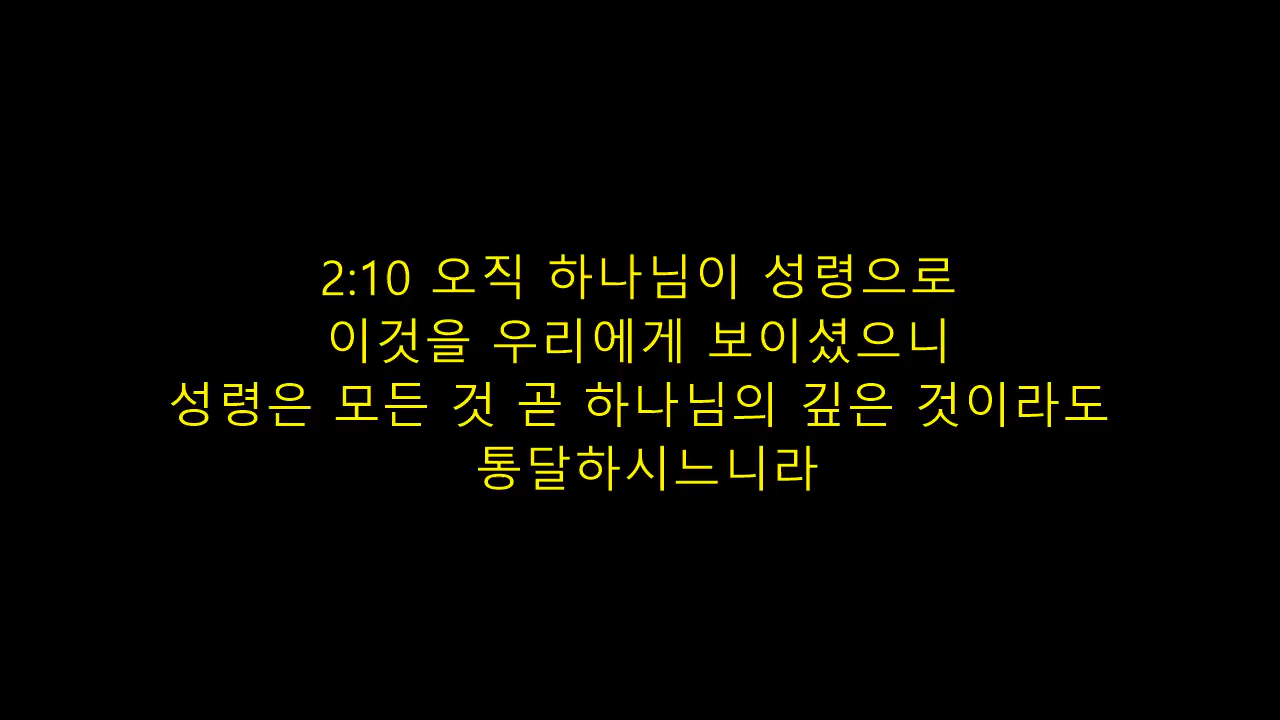 2:10 오직 하나님이 성령으로
이것을 우리에게 보이셨으니
성령은 모든 것 곧 하나님의 깊은 것이라도
통달하시느니라